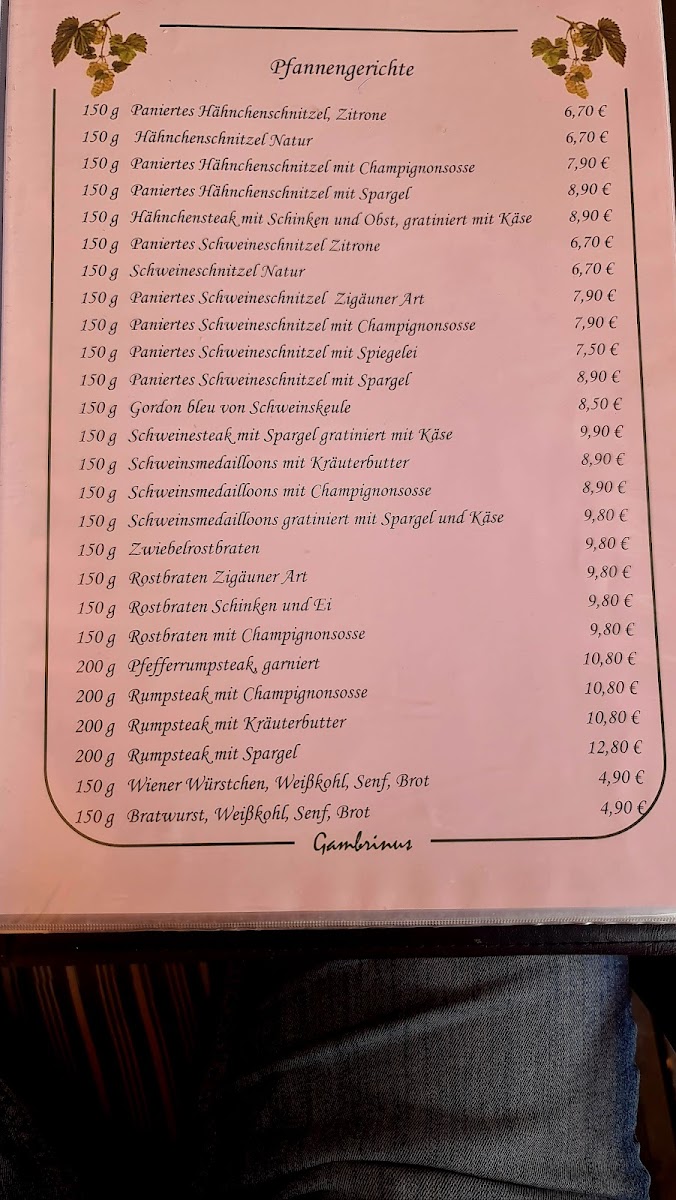 Pfannengerichte
150 g Paniertes Hähnchenschnitzel, Zitrone 6,70 €
150 g Hähnchenschnitzel Natur 6,70 €
150 g Paniertes Hähnchenschnitzel mit Champignonsosse 7,90 €
150 g Paniertes Hähnchenschnitzel mit Spargel 8,90 €
150 g Hähnchensteak mit Schinken und Obst, gratiniert mit Käse 8,90 €
150 g Paniertes Schweineschnitzel Zitrone 6,70 €
150 g Schweineschnitzel Natur 6,70 €
150 g Paniertes Schweineschnitzel Zigäuner Art 7,90 €
150 g Paniertes Schweineschnitzel mit Champignonsosse 7,90 €
150 g Paniertes Schweineschnitzel mit Spiegelei 7,50 €
150 g Paniertes Schweineschnitzel mit Spargel 8,90 €
150 g Gordon bleu von Schweinskeule 8,50 €
150 g Schweinesteak mit Spargel gratiniert mit Käse 9,90 €
150 g Schweinsmedailloons mit Kräuterbutter 8,90 €
150 g Schweinsmedailloons mit Champignonsosse 8,90 €
150 g Schweinsmedailloons gratiniert mit Spargel und Käse 9,80 €
150 g Zwiebelrostbraten 9,80 €
150 g Rostbraten Zigäuner Art 9,80 €
150 g Rostbraten Schinken und Ei 9,80 €
150 g Rostbraten mit Champignonsosse 9,80 €
200 g Pfefferrumpsteak, garniert 10,80 €
200 g Rumpsteak mit Champignonsosse 10,80 €
200 g Rumpsteak mit Kräuterbutter 10,80 €
200 g Rumpsteak mit Spargel 12,80 €
150 g Wiener Würstchen, Weißkohl, Senf, Brot 4,90 €
150 g Bratwurst, Weißkohl, Senf, Brot 4,90 €
Gambrinus